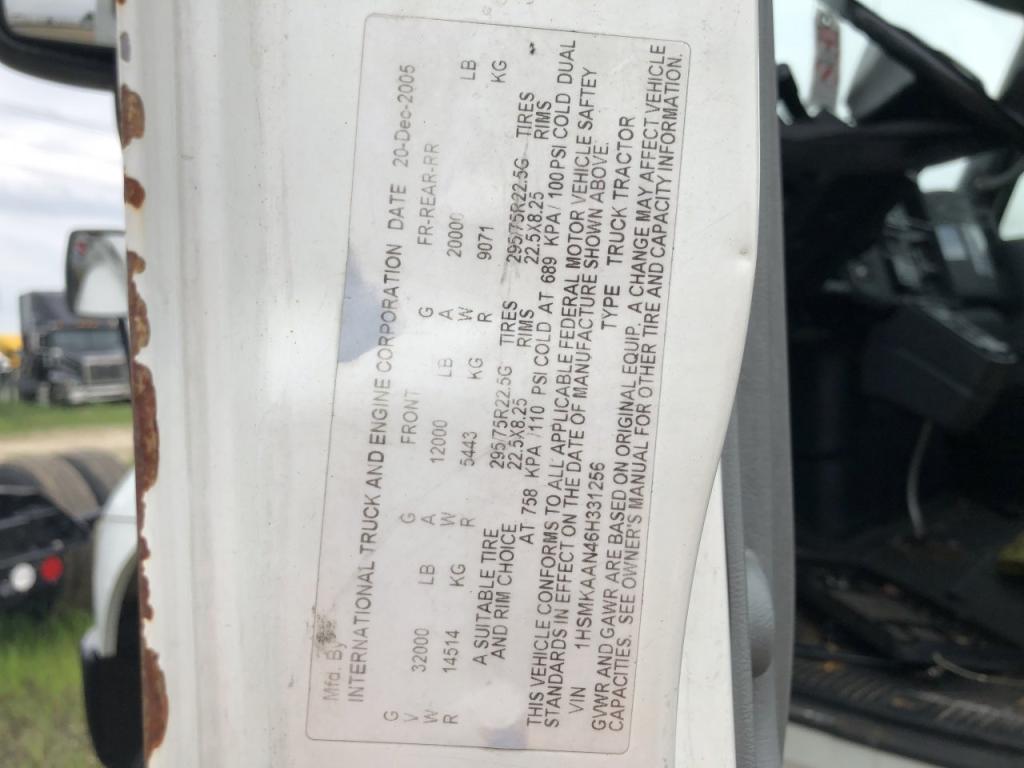 Mfd. By
INTERNATIONAL TRUCK AND ENGINE CORPORATION DATE 20-Dec-2005
G G FRONT G FR-REAR-RR
V 32000 LB A 12000 LB A 20000 LB
W 14514 KG W 5443 KG W 9071 KG
R R R
A SUITABLE TIRE 295/75R22.5G TIRES 295/75R22.5G TIRES
AND RIM CHOICE 22.5X8.25 RIMS 22.5X8.25 RIMS
AT 758 KPA /110 PSI COLD AT 689 KPA/ 100PSI COLD DUAL
THIS VEHICLE CONFORMS TO ALL APPLICABLE FEDERAL MOTOR VEHICLE SAFTEY
STANDARDS IN EFFECT ON THE DATE OF MANUFACTURE SHOWN ABOVE.
VIN 1HSMKAAN46H331256 TYPE TRUCK TRACTOR
GVWR AND GAWR ARE BASED ON ORIGINAL EQUIP. A CHANGE MAY AFFECT VEHICLE
CAPACITIES. SEE OWNER'S MANUAL FOR OTHER TIRE AND CAPACITY INFORMATION.